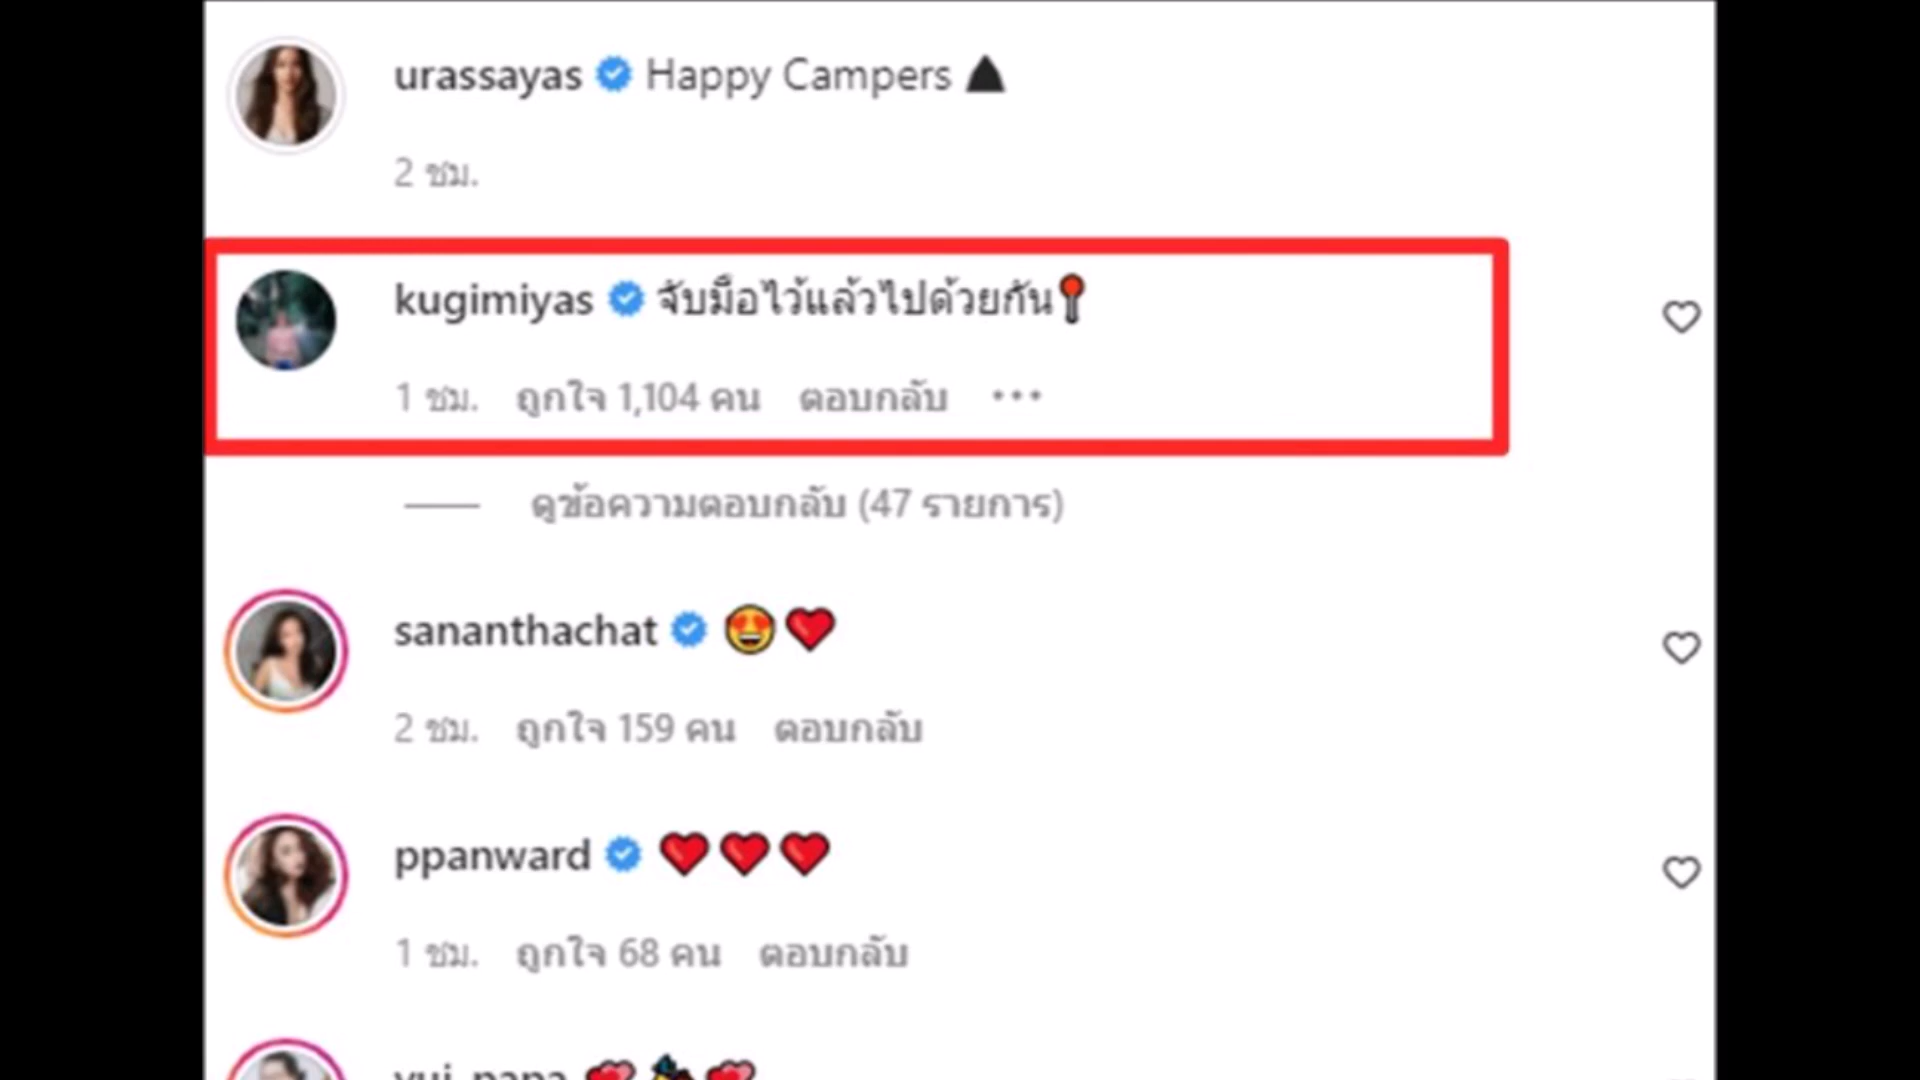 urassayas Happy Campers
2 ชม.
kugimiyas จับมือไว้แล้วไปด้วยกัน
1 ชม. ถูกใจ 1,104 คน ตอบกลับ •••
ดูข้อความตอบกลับ (47 รายการ)
sananthachat 😍❤️
2 ชม. ถูกใจ 159 คน ตอบกลับ
ppanward ❤️❤️❤️
1 ชม. ถูกใจ 68 คน ตอบกลับ